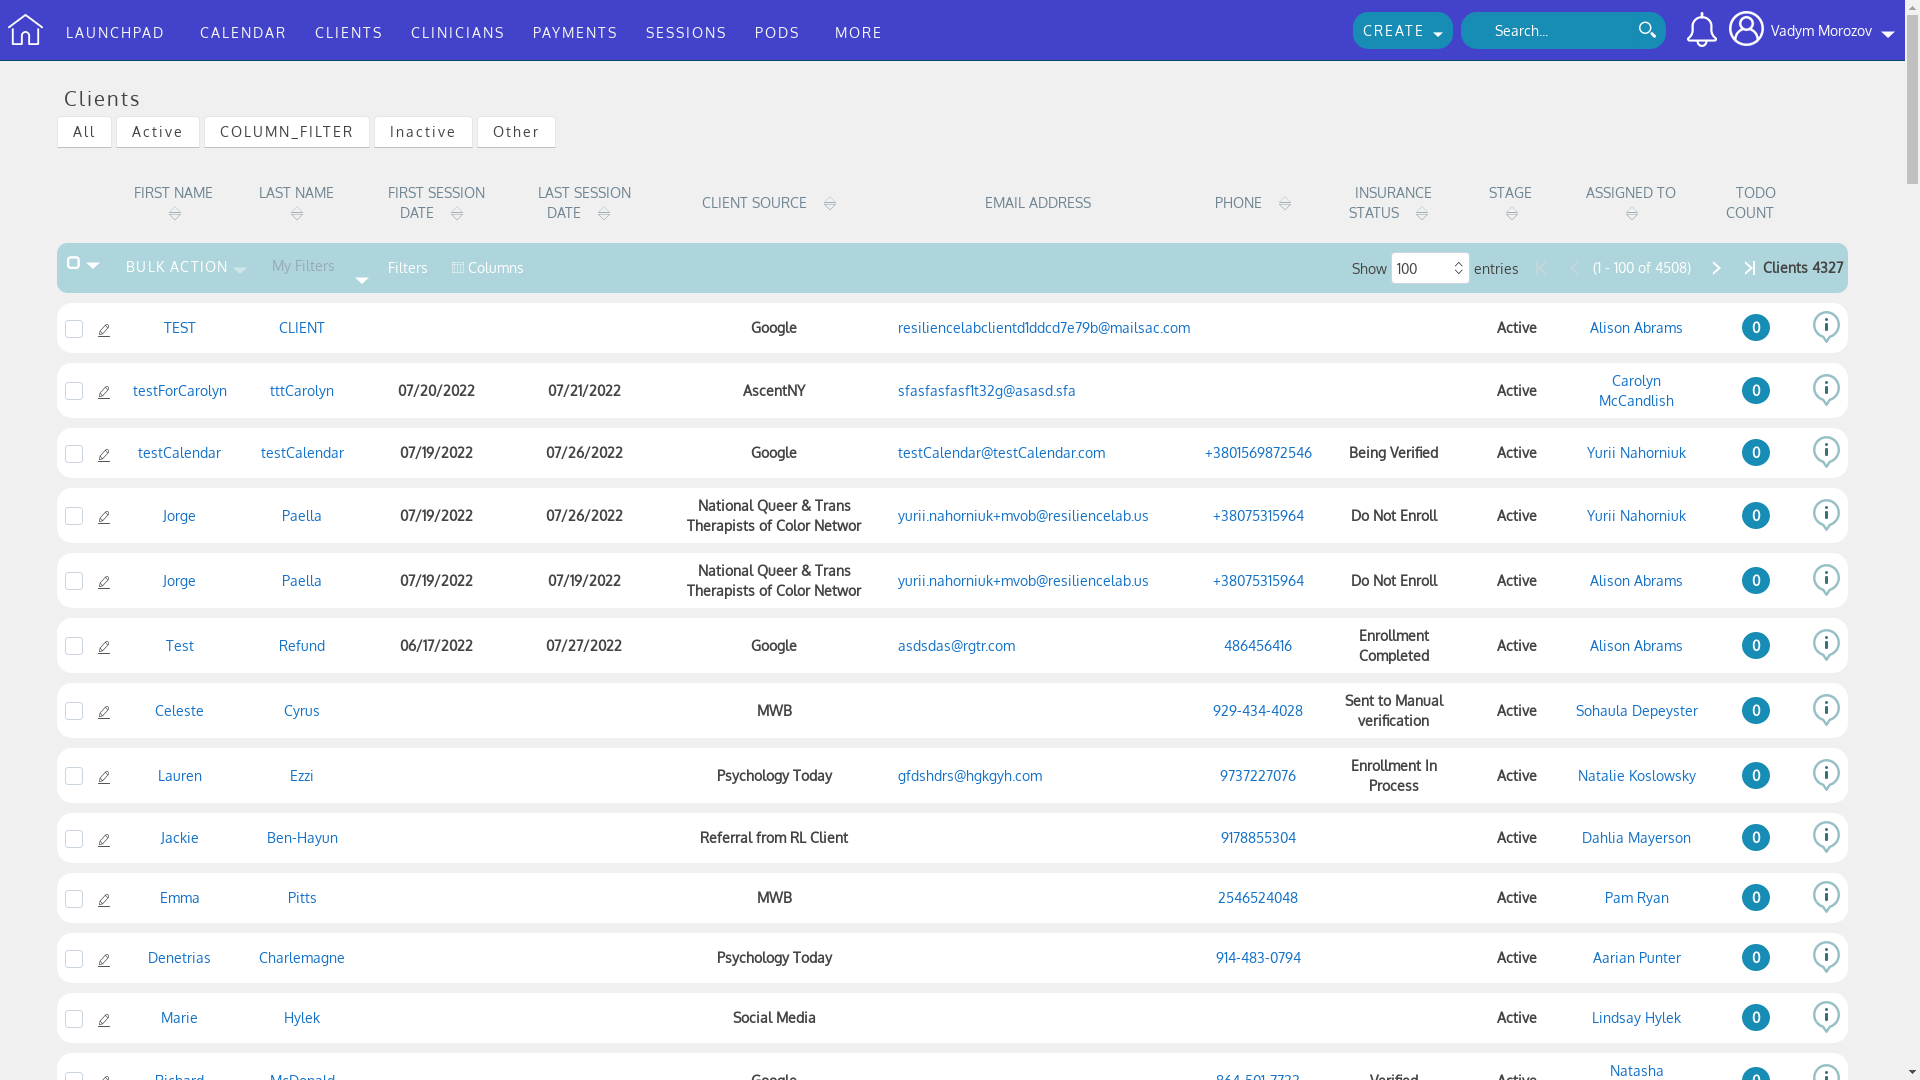 LAUNCHPAD CALENDAR CLIENTS CLINICIANS PAYMENTS SESSIONS PODS MORE CREATE Search... Vadym Morozov
Clients
All Active COLUMN_FILTER Inactive Other
FIRST NAME LAST NAME FIRST SESSION DATE LAST SESSION DATE CLIENT SOURCE EMAIL ADDRESS PHONE INSURANCE STATUS STAGE ASSIGNED TO TODO COUNT
BULK ACTION My Filters Filters Columns Show 100 entries (1 - 100 of 4508) Clients 4327
TEST CLIENT Google resiliencelabclientd1ddcd7e79b@mailsac.com Active Alison Abrams 0
testForCarolyn tttCarolyn 07/20/2022 07/21/2022 AscentNY sfasfasfasf1t32g@asasd.sfa Active Carolyn McCandlish 0
testCalendar testCalendar 07/19/2022 07/26/2022 Google testCalendar@testCalendar.com +3801569872546 Being Verified Active Yurii Nahorniuk 0
Jorge Paella 07/19/2022 07/26/2022 National Queer & Trans Therapists of Color Networ yurii.nahorniuk+mvob@resiliencelab.us +38075315964 Do Not Enroll Active Yurii Nahorniuk 0
Jorge Paella 07/19/2022 07/19/2022 National Queer & Trans Therapists of Color Networ yurii.nahorniuk+mvob@resiliencelab.us +38075315964 Do Not Enroll Active Alison Abrams 0
Test Refund 06/17/2022 07/27/2022 Google asdsdas@rgtr.com 486456416 Enrollment Completed Active Alison Abrams 0
Celeste Cyrus MWB 929-434-4028 Sent to Manual verification Active Sohaula Depeyster 0
Lauren Ezzi Psychology Today gfdshdrs@hgkgyh.com 9737227076 Enrollment In Process Active Natalie Koslowsky 0
Jackie Ben-Hayun Referral from RL Client 9178855304 Active Dahlia Mayerson 0
Emma Pitts MWB 2546524048 Active Pam Ryan 0
Denetrias Charlemagne Psychology Today 914-483-0794 Active Aarian Punter 0
Marie Hylek Social Media Active Lindsay Hylek 0
Richard McDonald Google 864-501-7722 Verified Active Natasha 0